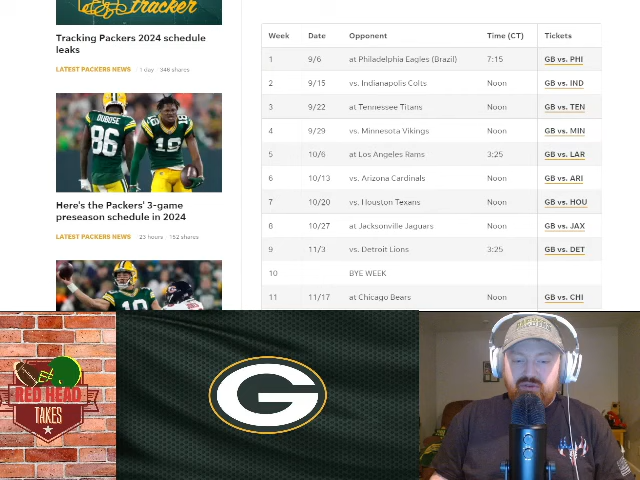 tracker
Tracking Packers 2024 schedule
leaks
LATEST PACKERS NEWS 1 day 346 shares
DUBOSE
86
18
Here's the Packers' 3-game
preseason schedule in 2024
LATEST PACKERS NEWS 23 hours 152 shares
10
Week Date Opponent Time (CT) Tickets
1 9/6 at Philadelphia Eagles (Brazil) 7:15 GB vs. PHI
2 9/15 vs. Indianapolis Colts Noon GB vs. IND
3 9/22 at Tennessee Titans Noon GB vs. TEN
4 9/29 vs. Minnesota Vikings Noon GB vs. MIN
5 10/6 at Los Angeles Rams 3:25 GB vs. LAR
6 10/13 vs. Arizona Cardinals Noon GB vs. ARI
7 10/20 vs. Houston Texans Noon GB vs. HOU
8 10/27 at Jacksonville Jaguars Noon GB vs. JAX
9 11/3 vs. Detroit Lions 3:25 GB vs. DET
10 BYE WEEK
11 11/17 at Chicago Bears Noon GB vs. CHI
RED HEAD
TAKES
G